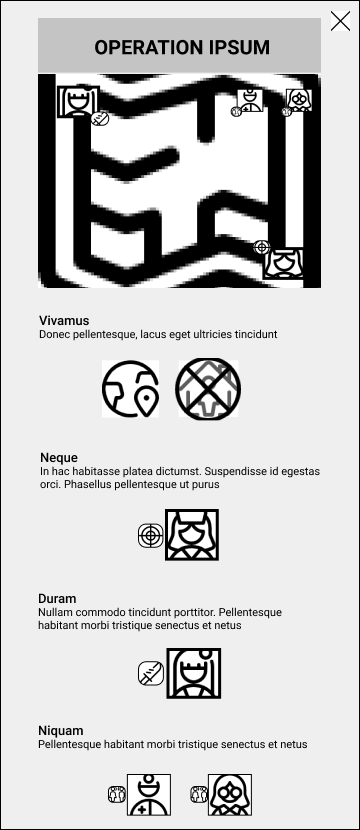 OPERATION IPSUM
Vivamus
Donec pellentesque, lacus eget ultricies tincidunt
Neque
In hac habitasse platea dictumst. Suspendisse id egestas
orci. Phasellus pellentesque ut purus
Duram
Nullam commodo tincidunt porttitor. Pellentesque
habitant morbi tristique senectus et netus
Niquam
Pellentesque habitant morbi tristique senectus et netus